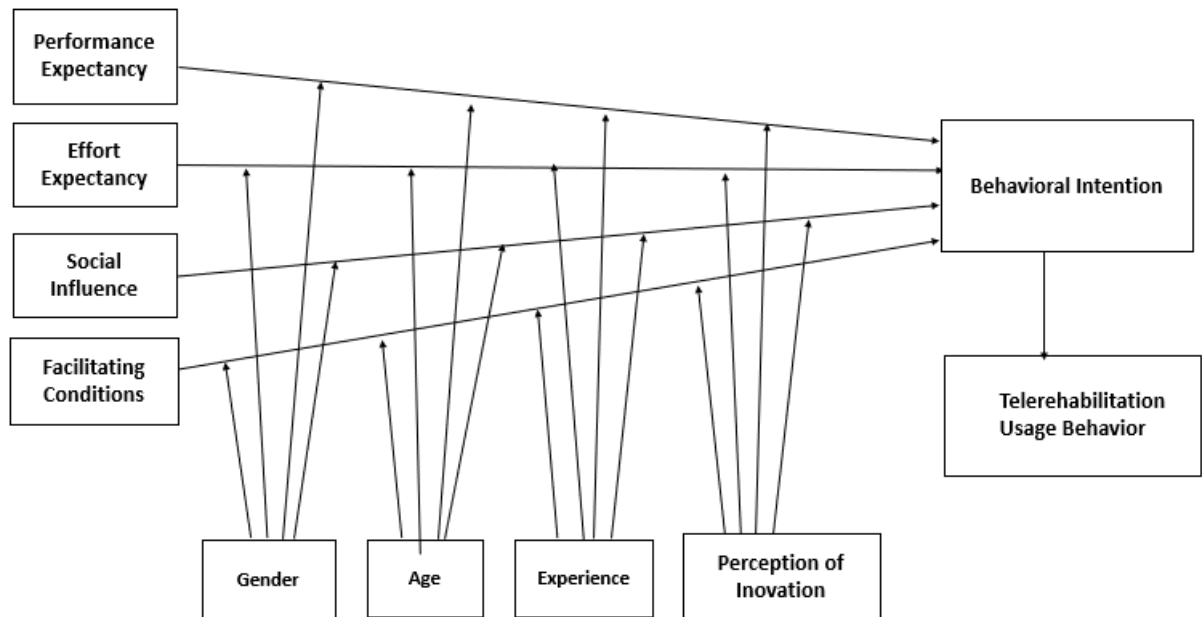 Performance
Expectancy
Effort
Expectancy
Social
Influence
Facilitating
Conditions
Behavioral Intention
Telerehabilitation
Usage Behavior
Gender
Age
Experience
Perception of
Inovation